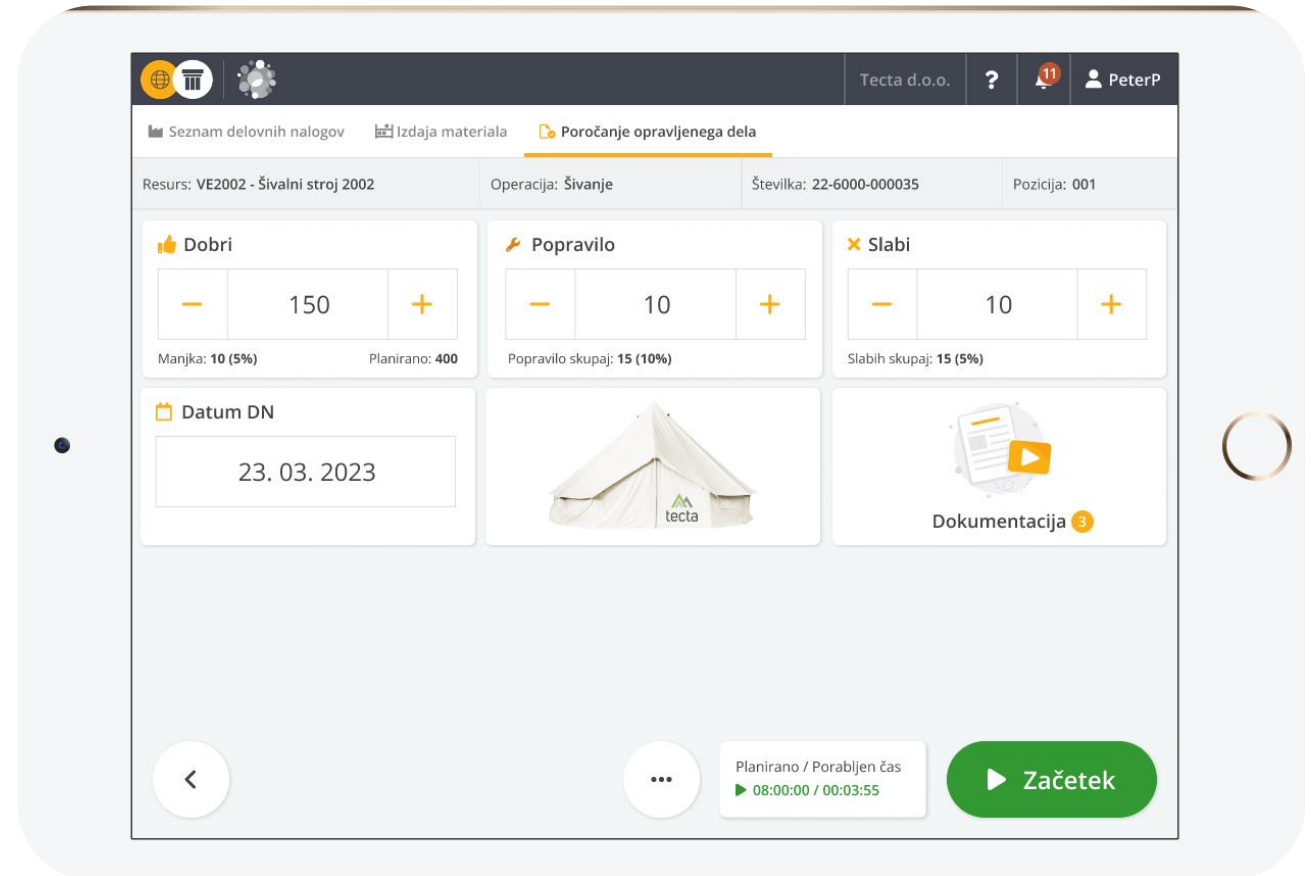 Tecta d.o.o. ? 11 PeterP
Seznam delovnih nalogov Izdaja materiala Poročanje opravljenega dela
Resurs: VE2002 - Šivalni stroj 2002 Operacija: Šivanje Številka: 22-6000-000035 Pozicija: 001
Dobri
150
Manjka: 10 (5%) Planirano: 400
Popravilo
10
Popravilo skupaj: 15 (10%)
Slabi
10
Slabih skupaj: 15 (5%)
Datum DN
23. 03. 2023
tecta
Dokumentacija 3
Planirano / Porabljen čas
08:00:00 / 00:03:55
Začetek